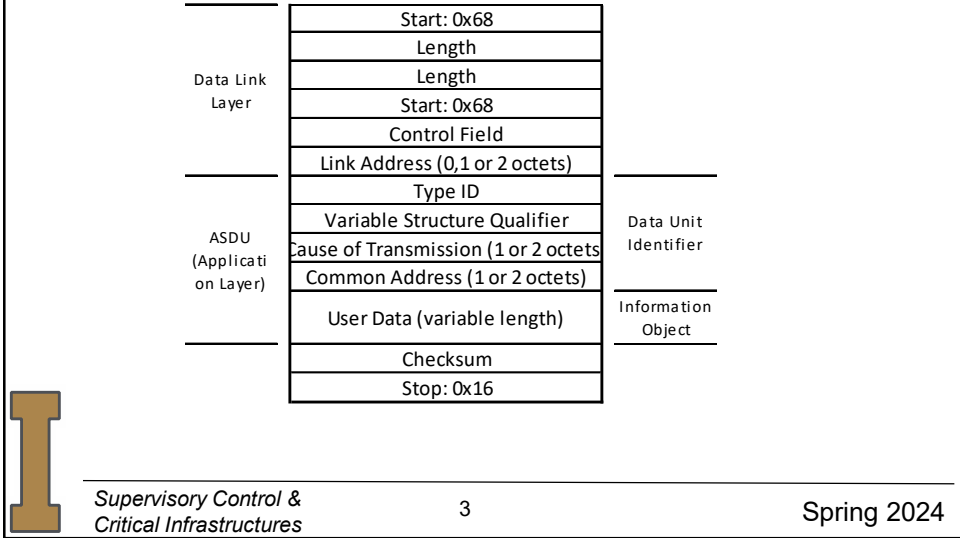 Start: 0x68
Length
Data Link
Layer
Length
Start: 0x68
Control Field
Link Address (0,1 or 2 octets)
Type ID
Variable Structure Qualifier
Data Unit
Identifier
ASDU
(Applicati
on Layer)
Cause of Transmission (1 or 2 octets
Common Address (1 or 2 octets)
User Data (variable length)
Information
Object
Checksum
Stop: 0x16
I
Supervisory Control &
Critical Infrastructures
3
Spring 2024